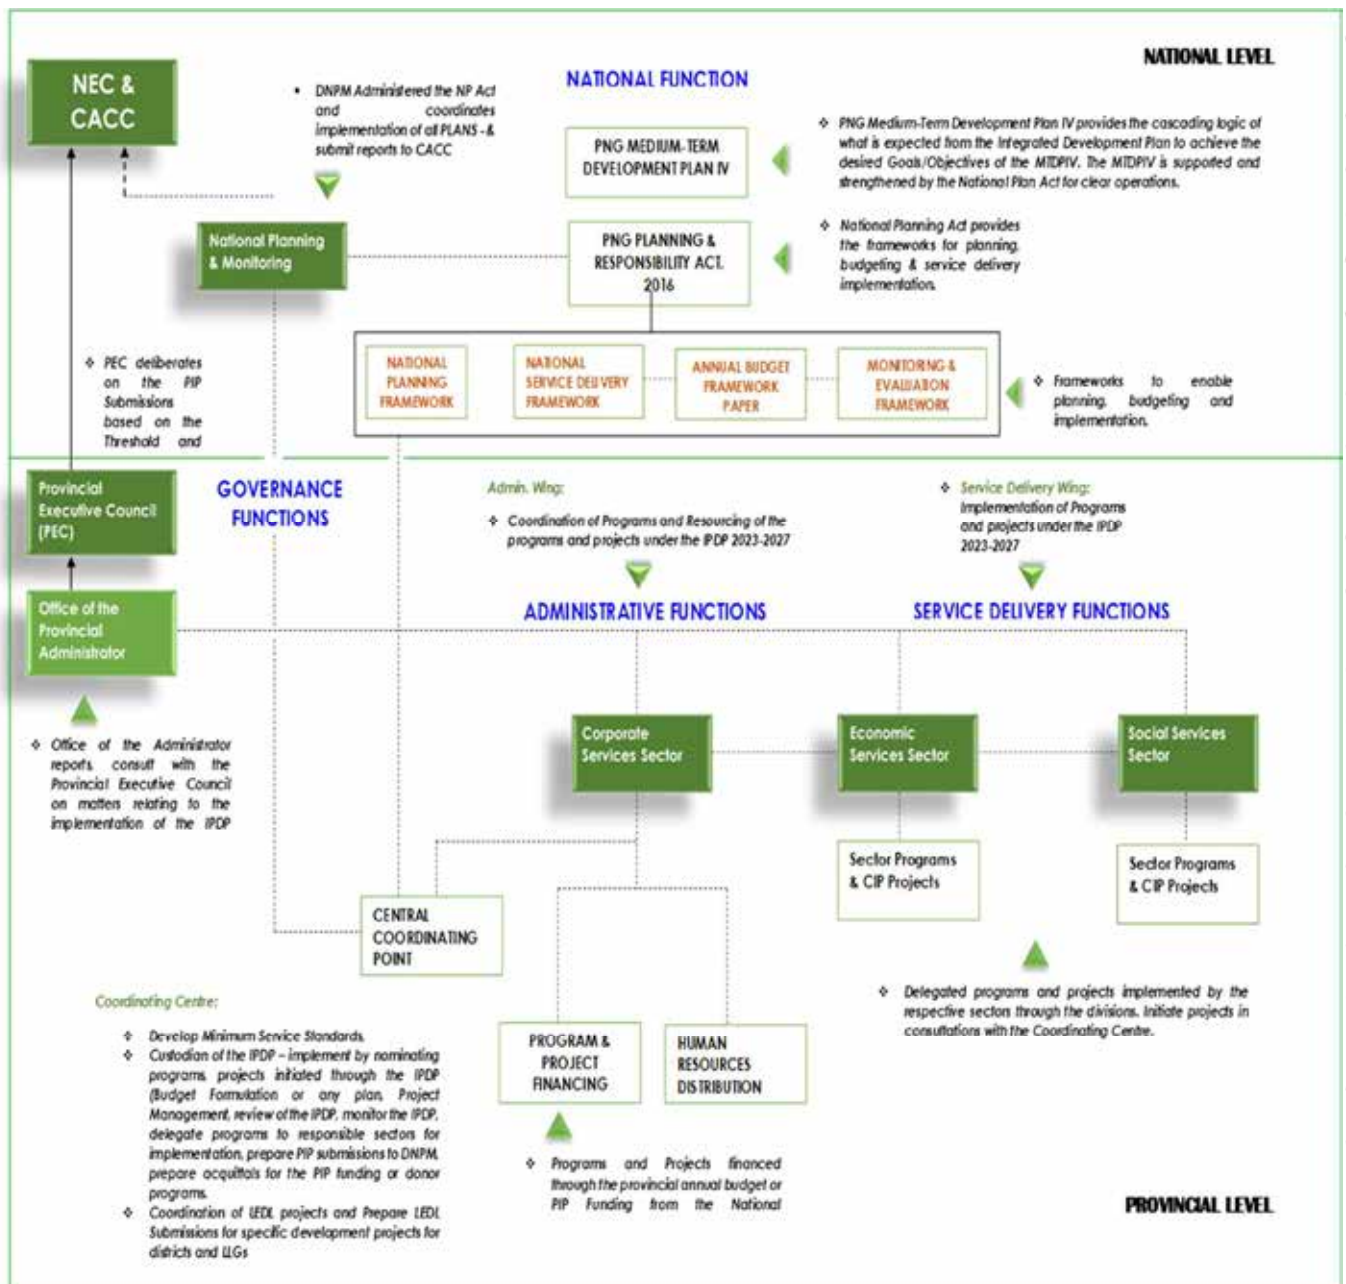 NATIONAL LEVEL
NEC &
CACC
• DNPM Administered the NP Act
and coordinates
implementation of all PLANS - &
submit reports to CACC
NATIONAL FUNCTION
PNG MEDIUM-TERM
DEVELOPMENT PLAN IV
❖ PNG Medium-Term Development Plan IV provides the cascading logic of
what is expected from the Integrated Development Plan to achieve the
desired Goals/Objectives of the MTDPIV. The MTDPIV is supported and
strengthened by the National Plan Act for clear operations.
National Planning
& Monitoring
PNG PLANNING &
RESPONSIBILITY ACT.
2016
❖ National Planning Act provides
the frameworks for planning,
budgeting & service delivery
implementation.
❖ PEC deliberates
on the PIP
Submissions
based on the
Threshold and
NATIONAL
PLANNING
FRAMEWORK
NATIONAL
SERVICE DELIVERY
FRAMEWORK
ANNUAL BUDGET
FRAMEWORK
PAPER
MONITORING &
EVALUATION
FRAMEWORK
❖ Frameworks to enable
planning, budgeting and
implementation.
Provincial
Executive Council
(PEC)
GOVERNANCE
FUNCTIONS
Admin. Wing:
❖ Coordination of Programs and Resourcing of the
programs and projects under the IPDP 2023-2027
❖ Service Delivery Wing:
Implementation of Programs
and projects under the IPDP
2023-2027
Office of the
Provincial
Administrator
ADMINISTRATIVE FUNCTIONS
SERVICE DELIVERY FUNCTIONS
❖ Office of the Administrator
reports, consult with the
Provincial Executive Council
on matters relating to the
implementation of the IPDP
Corporate
Services Sector
Economic
Services Sector
Social Services
Sector
Sector Programs
& CIP Projects
Sector Programs
& CIP Projects
CENTRAL
COORDINATING
POINT
❖ Delegated programs and projects implemented by the
respective sectors through the divisions. Initiate projects in
consultations with the Coordinating Centre.
Coordinating Centre:
❖ Develop Minimum Service Standards.
❖ Custodian of the IPDP – implement by nominating
programs, projects initiated through the IPDP
(Budget Formulation or any plan, Project
Management, review of the IPDP, monitor the IPDP,
delegate programs to responsible sectors for
implementation, prepare PIP submissions to DNPM,
prepare acquittals for the PIP funding or donor
programs.
❖ Coordination of LEDL projects and Prepare LEDL
Submissions for specific development projects for
districts and LLGs
PROGRAM &
PROJECT
FINANCING
HUMAN
RESOURCES
DISTRIBUTION
❖ Programs and Projects financed
through the provincial annual budget or
PIP Funding from the National
PROVINCIAL LEVEL